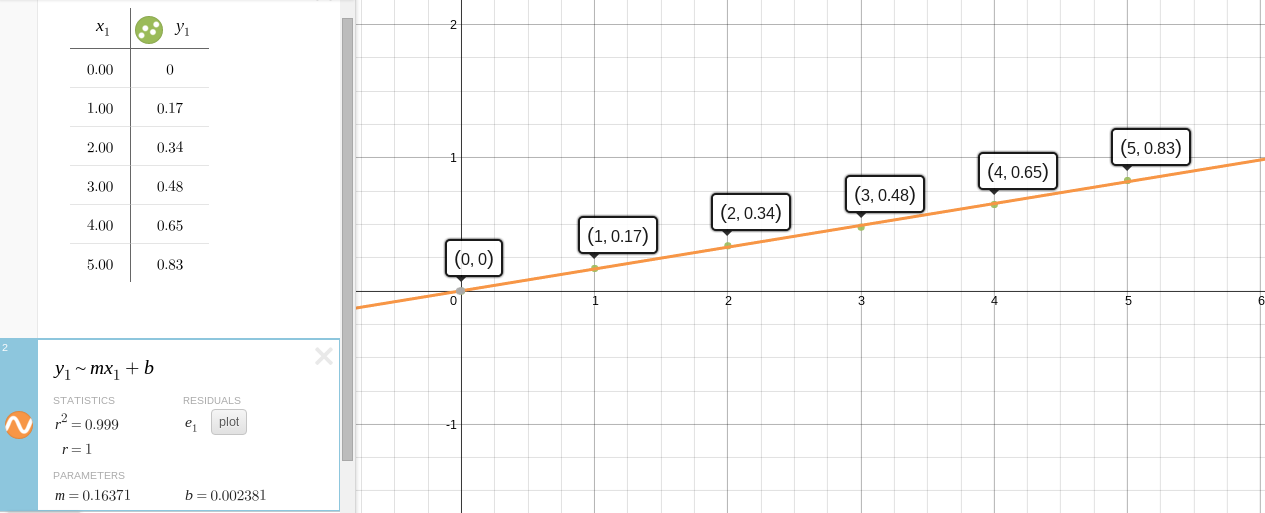 x₁ y₁
0.00 0
1.00 0.17
2.00 0.34
3.00 0.48
4.00 0.65
5.00 0.83
2
y₁ ~ mx₁ + b
STATISTICS RESIDUALS
r² = 0.999 e₁ plot
r = 1
PARAMETERS
m = 0.16371 b = 0.002381
2
1
(5, 0.83)
(4, 0.65)
(3, 0.48)
(2, 0.34)
(1, 0.17)
(0, 0)
0 1 2 3 4 5 6
-1